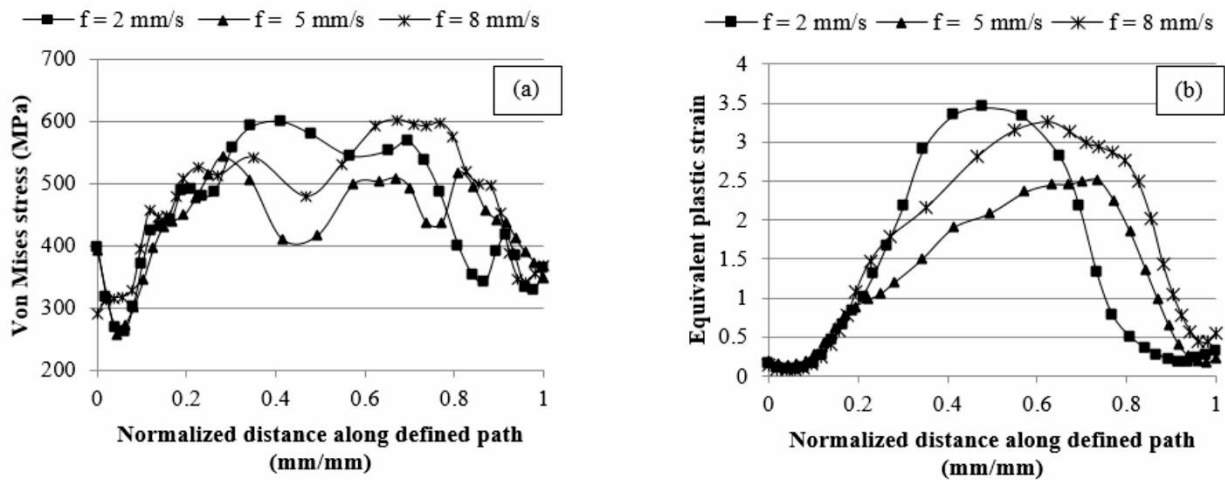 f = 2 mm/s f = 5 mm/s f = 8 mm/s
700
600
500
400
300
200
Von Mises stress (MPa)
(a)
0 0.2 0.4 0.6 0.8 1
Normalized distance along defined path
(mm/mm)
f = 2 mm/s f = 5 mm/s f = 8 mm/s
4
3.5
3
2.5
2
1.5
1
0.5
0
Equivalent plastic strain
(b)
0 0.2 0.4 0.6 0.8 1
Normalized distance along defined path
(mm/mm)